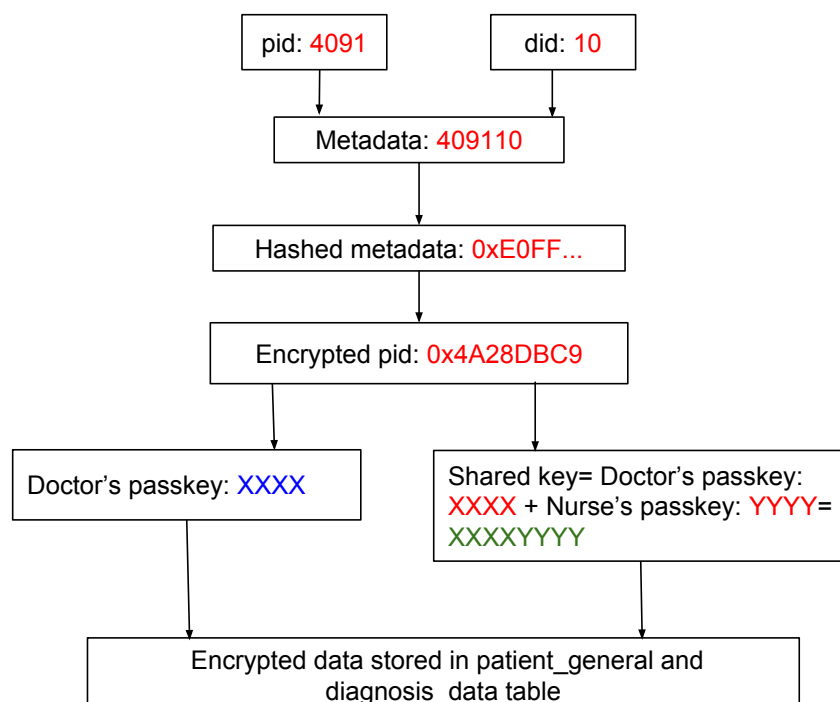 pid: 4091
did: 10
Metadata: 409110
Hashed metadata: 0xE0FF...
Encrypted pid: 0x4A28DBC9
Doctor's passkey: XXXX
Shared key= Doctor's passkey:
XXXX + Nurse's passkey: YYYY=
XXXXYYYY
Encrypted data stored in patient_general and
diagnosis_data table